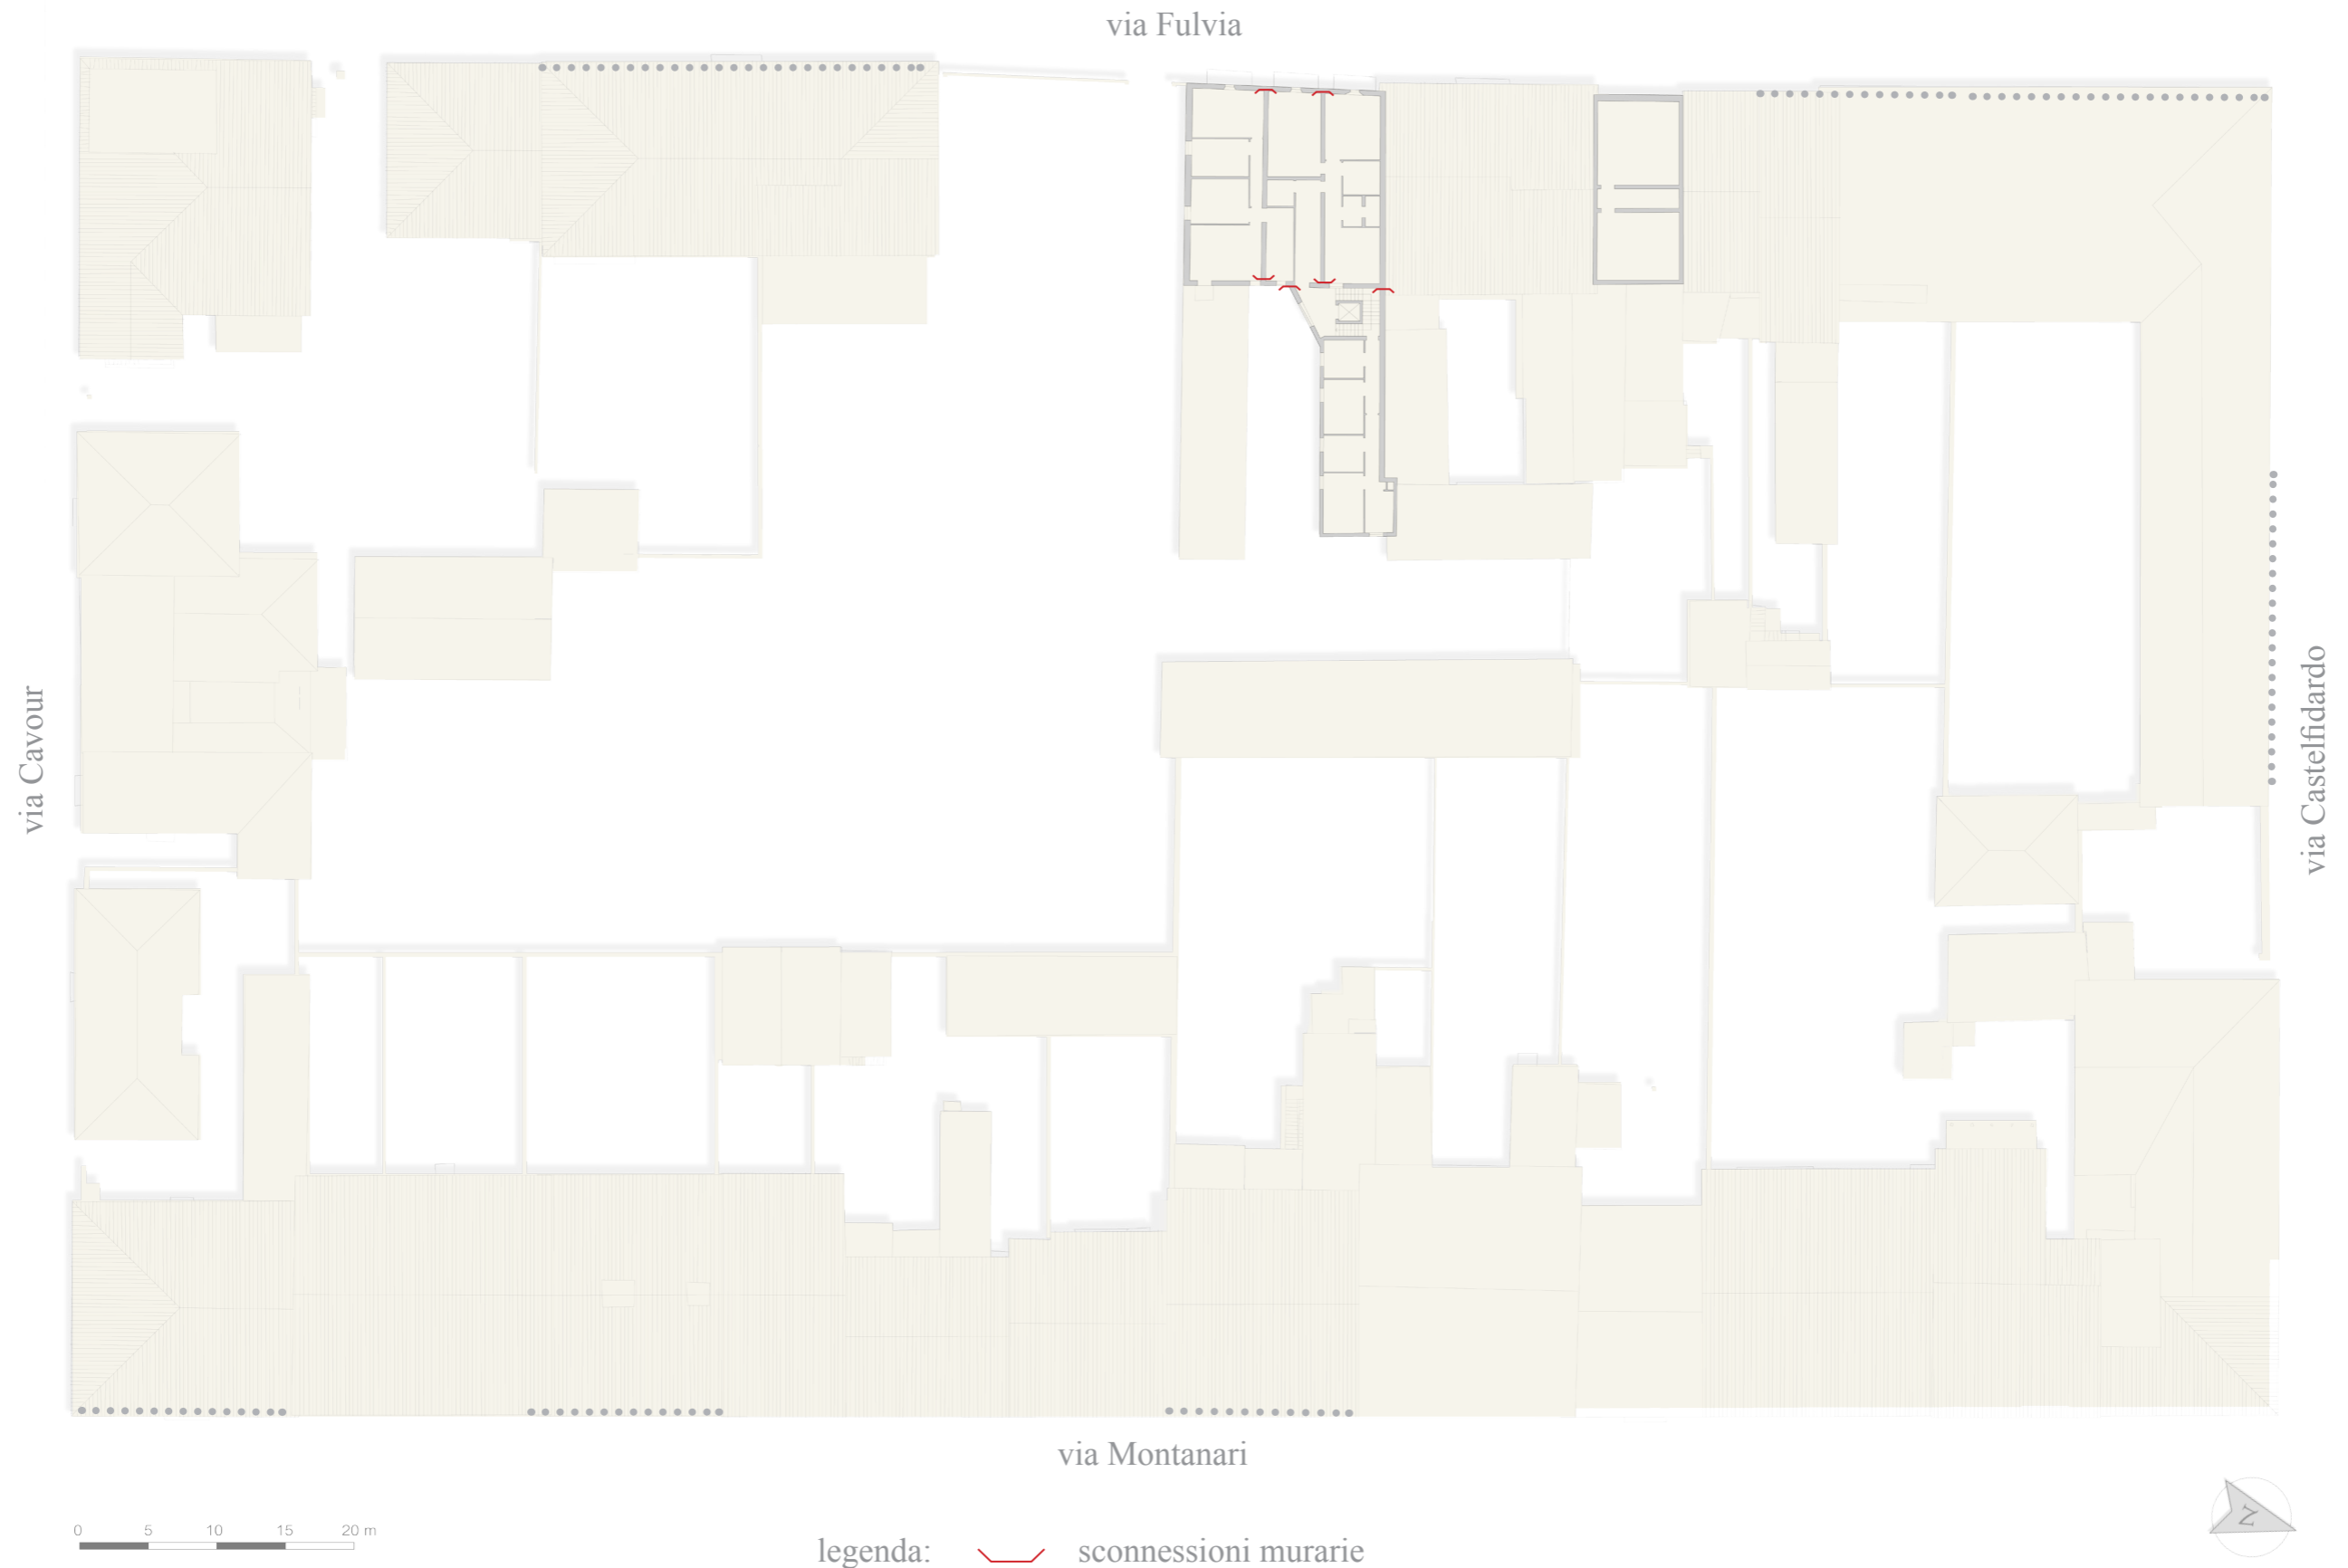 via Fulvia
via Cavour
via Castelfidardo
via Montanari
0 5 10 15 20 m
legenda: sconnessioni murarie